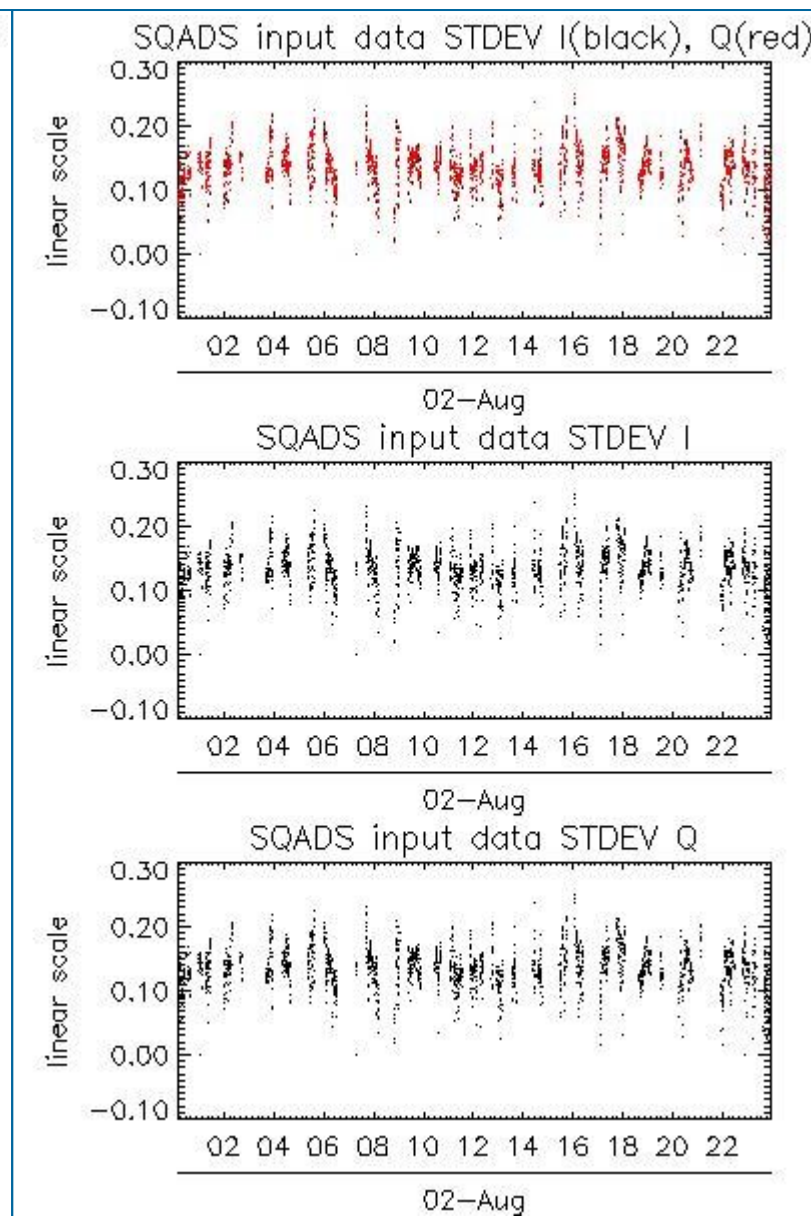 SQADS input data STDEV I(black), Q(red)
0.30
0.20
0.10
0.00
-0.10
linear scale
02 04 06 08 10 12 14 16 18 20 22
02-Aug
SQADS input data STDEV I
0.30
0.20
0.10
0.00
-0.10
linear scale
02 04 06 08 10 12 14 16 18 20 22
02-Aug
SQADS input data STDEV Q
0.30
0.20
0.10
0.00
-0.10
linear scale
02 04 06 08 10 12 14 16 18 20 22
02-Aug